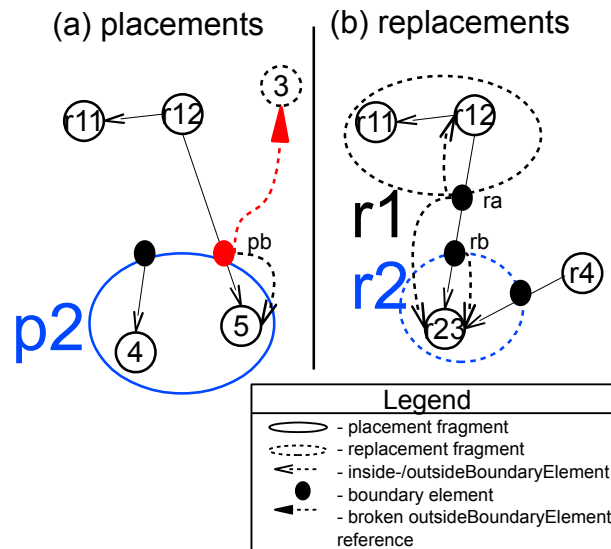 (a) placements
(b) replacements
3
r11
r12
r11
r12
ra
r1
pb
rb
r4
p2
r2
5
r23
4
Legend
- placement fragment
- replacement fragment
- inside-/outsideBoundaryElement
- boundary element
- broken outsideBoundaryElement
reference